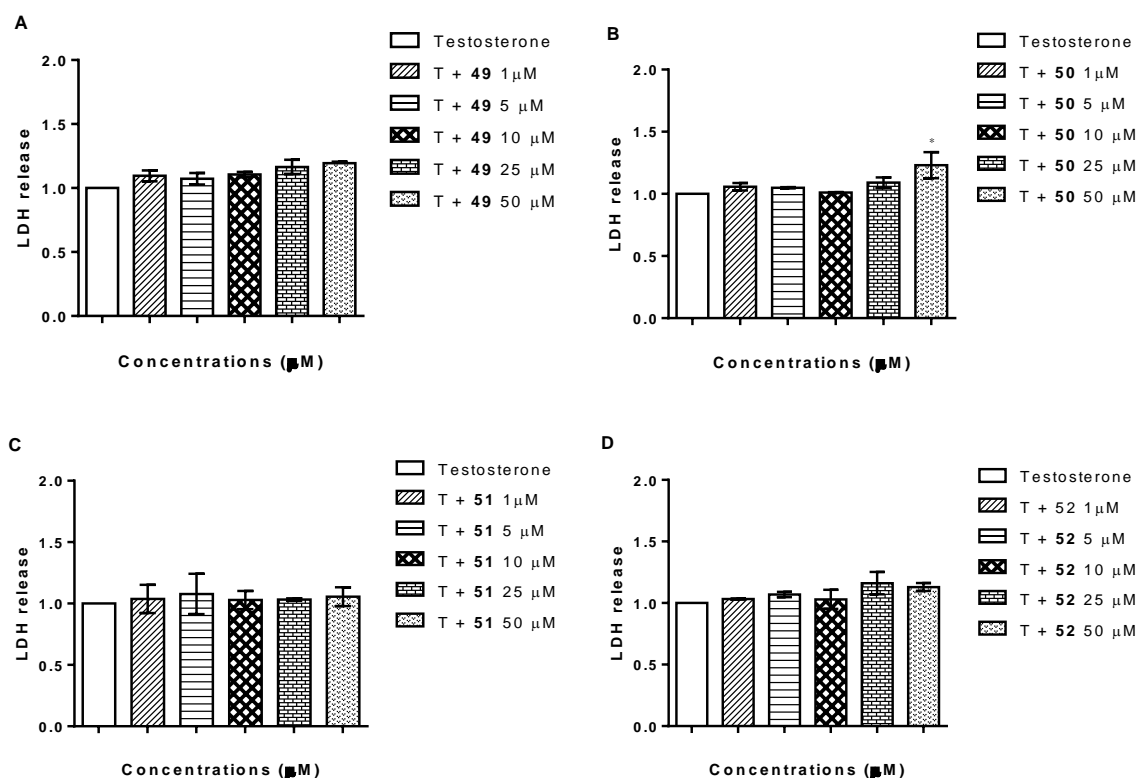 A
LDH release
2.0
1.5
1.0
0.5
0.0
Concentrations (μM)
Testosterone
T + 49 1μM
T + 49 5 μM
T + 49 10 μM
T + 49 25 μM
T + 49 50 μM
B
LDH release
2.0
1.5
1.0
0.5
0.0
*
Concentrations (μM)
Testosterone
T + 50 1μM
T + 50 5 μM
T + 50 10 μM
T + 50 25 μM
T + 50 50 μM
C
LDH release
2.0
1.5
1.0
0.5
0.0
Concentrations (μM)
Testosterone
T + 51 1μM
T + 51 5 μM
T + 51 10 μM
T + 51 25 μM
T + 51 50 μM
D
LDH release
2.0
1.5
1.0
0.5
0.0
Concentrations (μM)
Testosterone
T + 52 1μM
T + 52 5 μM
T + 52 10 μM
T + 52 25 μM
T + 52 50 μM